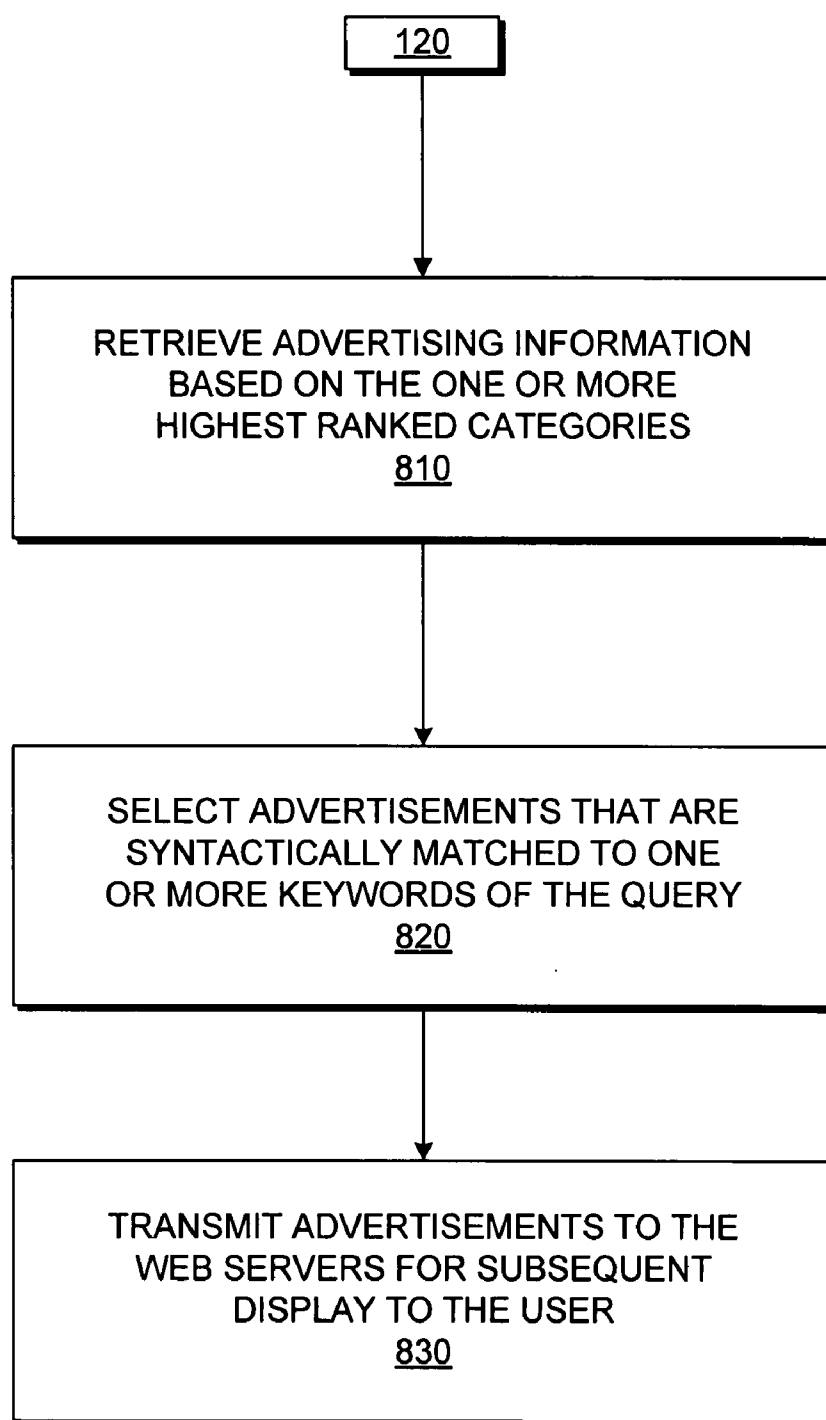 120
RETRIEVE ADVERTISING INFORMATION
BASED ON THE ONE OR MORE
HIGHEST RANKED CATEGORIES
810
SELECT ADVERTISEMENTS THAT ARE
SYNTACTICALLY MATCHED TO ONE
OR MORE KEYWORDS OF THE QUERY
820
TRANSMIT ADVERTISEMENTS TO THE
WEB SERVERS FOR SUBSEQUENT
DISPLAY TO THE USER
830